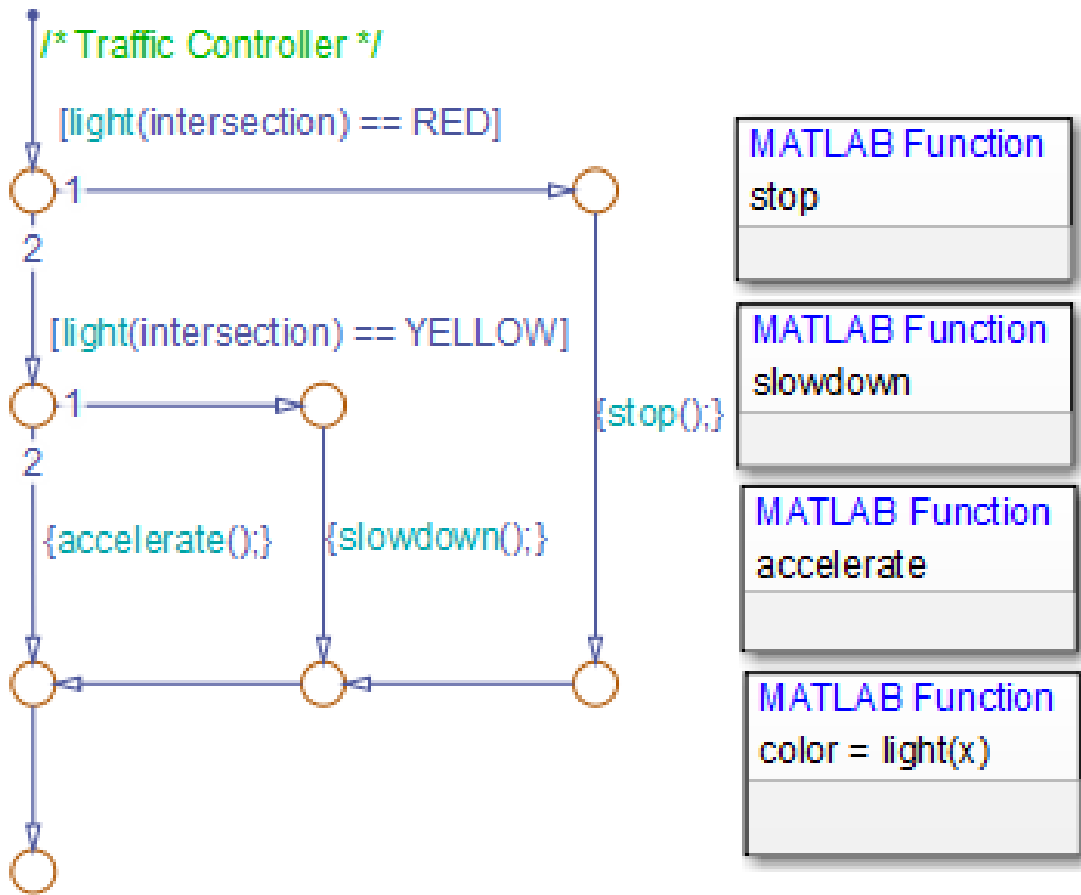 /* Traffic Controller */
[light(intersection) == RED]
1
2
[light(intersection) == YELLOW]
1
2
{stop();}
{accelerate();}
{slowdown();}
MATLAB Function
stop
MATLAB Function
slowdown
MATLAB Function
accelerate
MATLAB Function
color = light(x)